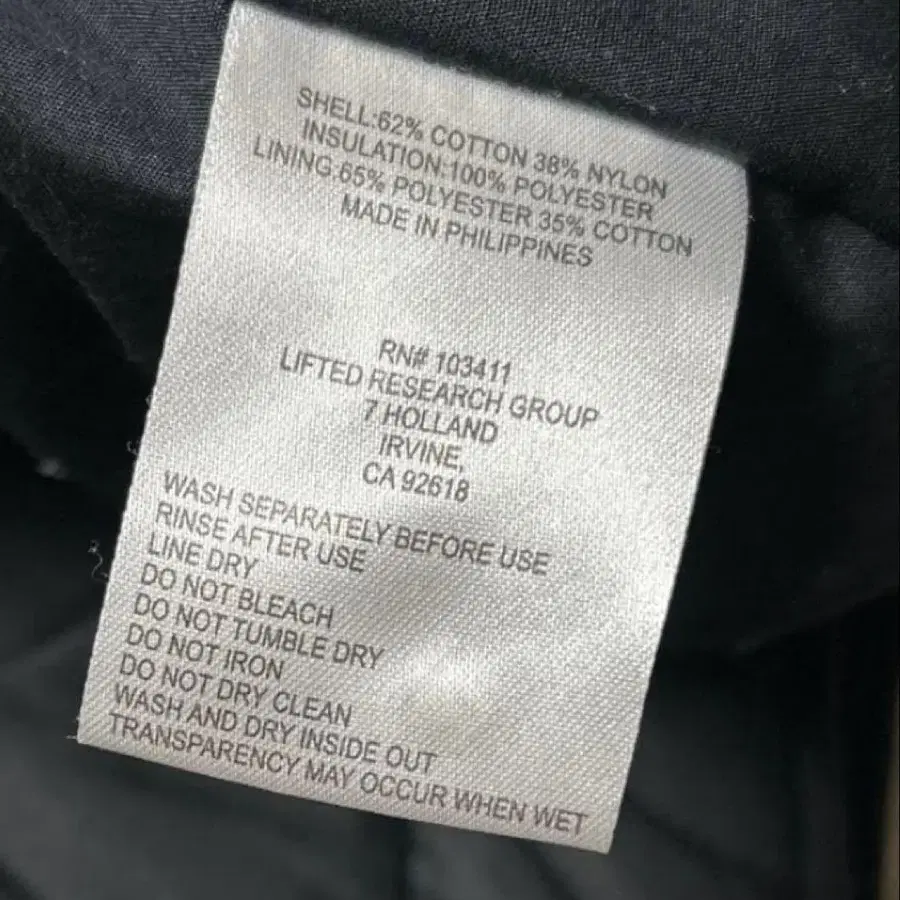 SHELL:62% COTTON 38% NYLON
INSULATION:100% POLYESTER
LINING:65% POLYESTER 35% COTTON
MADE IN PHILIPPINES
RN# 103411
LIFTED RESEARCH GROUP
7 HOLLAND
IRVINE,
CA 92618
WASH SEPARATELY BEFORE USE
RINSE AFTER USE
LINE DRY
DO NOT BLEACH
DO NOT TUMBLE DRY
DO NOT IRON
DO NOT DRY CLEAN
WASH AND DRY INSIDE OUT
TRANSPARENCY MAY OCCUR WHEN WET